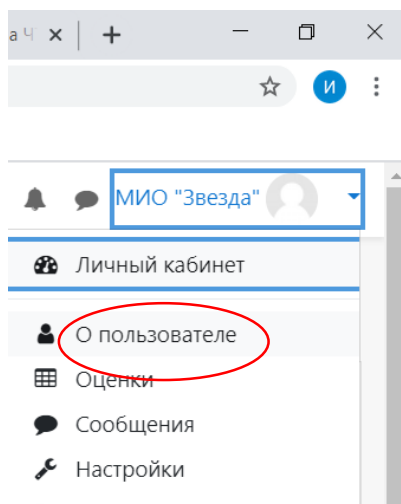 а Ч
И
МИО "Звезда"
Личный кабинет
О пользователе
Оценки
Сообщения
Настройки